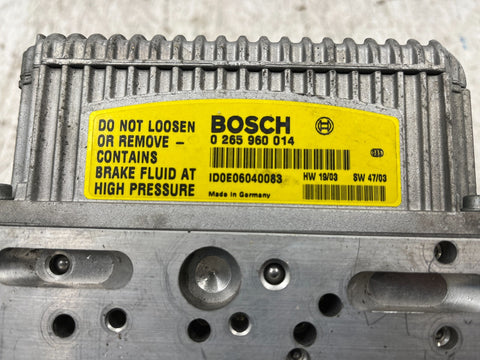 DO NOT LOOSEN
OR REMOVE –
CONTAINS
BRAKE FLUID AT
HIGH PRESSURE
BOSCH
0 265 960 014
ID0E06040083
HW 19/03 SW 47/03
Made in Germany